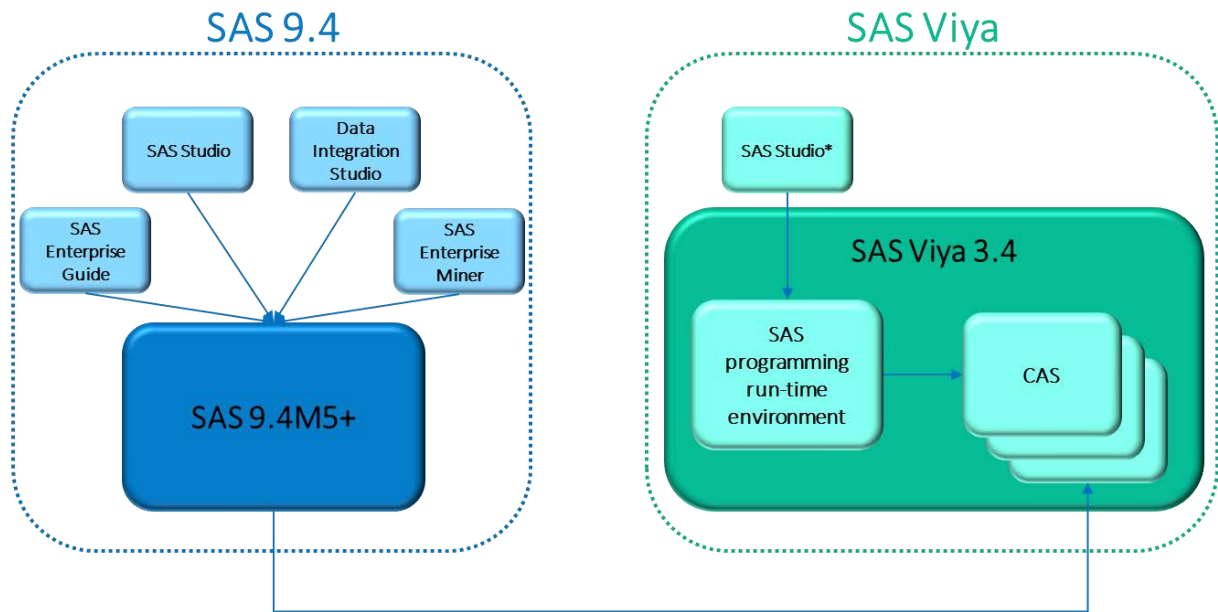 SAS 9.4
SAS Studio
Data
Integration
Studio
SAS
Enterprise
Guide
SAS
Enterprise
Miner
SAS 9.4M5+
SAS Viya
SAS Studio*
SAS Viya 3.4
SAS
programming
run-time
environment
CAS